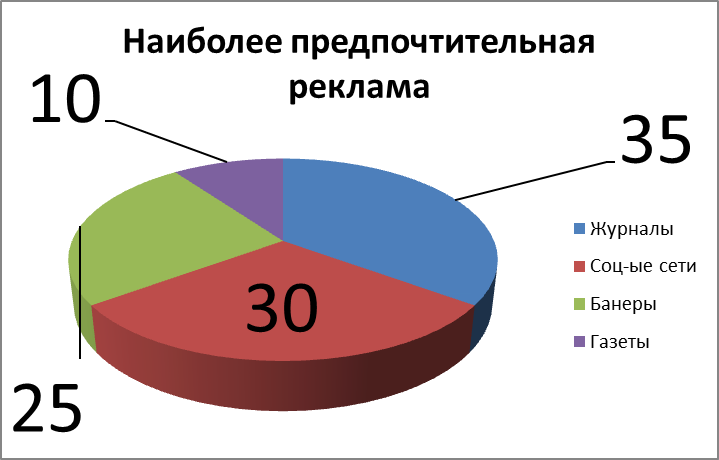 Наиболее предпочтительная
реклама
10
35
30
25
Журналы
Соц-ые сети
Банеры
Газеты